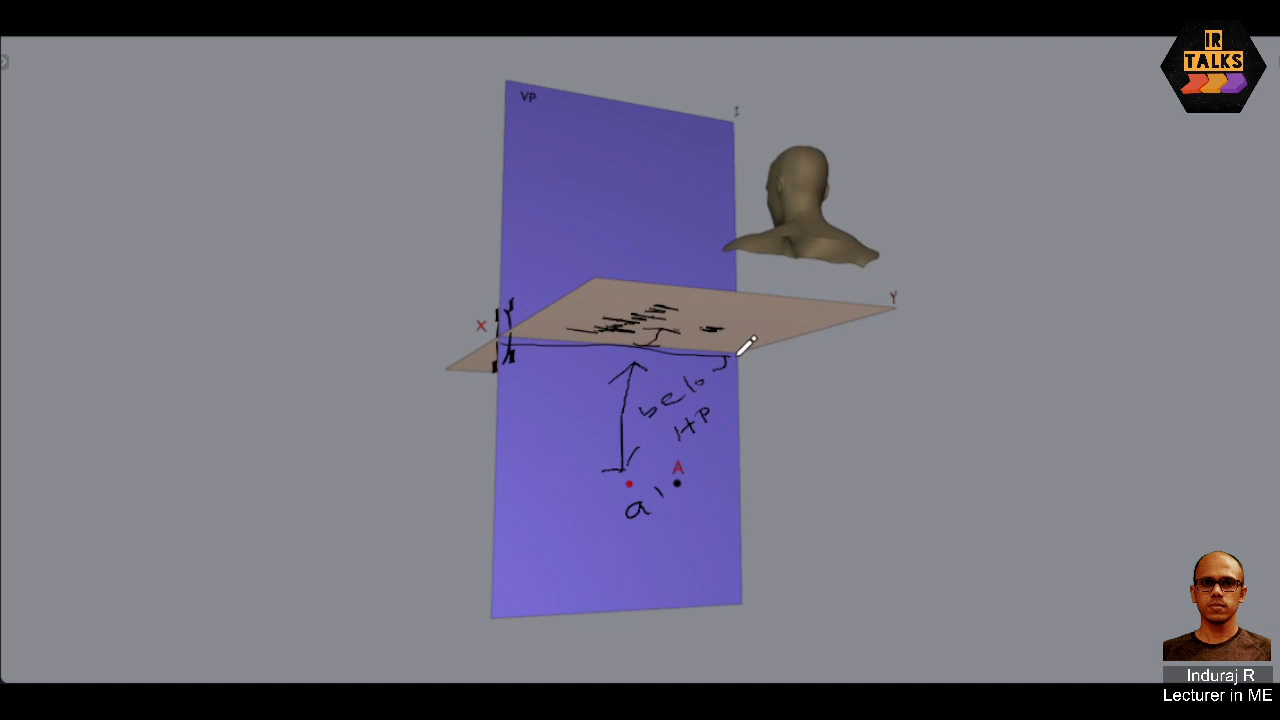 IR
TALKS
VP
I
X
Y
below
HP
A
a'
Induraj R
Lecturer in ME